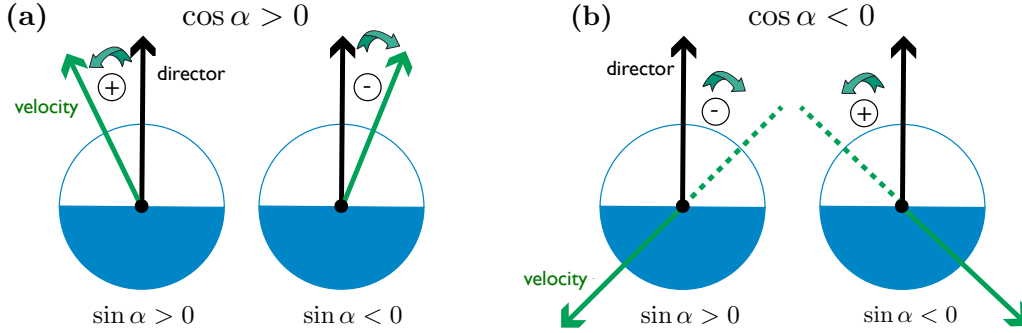 (a) cos α > 0
director
velocity
+
-
sin α > 0
sin α < 0
(b) cos α < 0
director
-
+
velocity
sin α > 0
sin α < 0